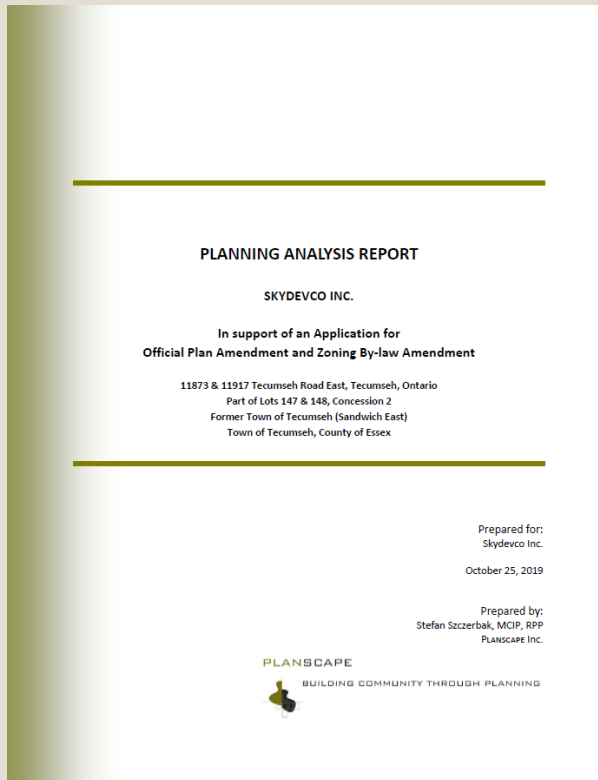 PLANNING ANALYSIS REPORT
SKYDEVCO INC.
In support of an Application for
Official Plan Amendment and Zoning By-law Amendment
11873 & 11917 Tecumseh Road East, Tecumseh, Ontario
Part of Lots 147 & 148, Concession 2
Former Town of Tecumseh (Sandwich East)
Town of Tecumseh, County of Essex
Prepared for:
Skydevco Inc.
October 25, 2019
Prepared by:
Stefan Szczerbak, MCIP, RPP
PLANSCAPE Inc.
PLANSCAPE
BUILDING COMMUNITY THROUGH PLANNING